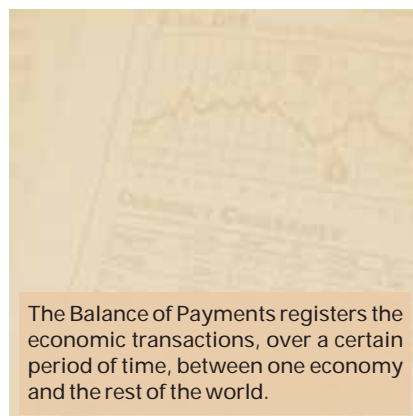 The Balance of Payments registers the
economic transactions, over a certain
period of time, between one economy
and the rest of the world.